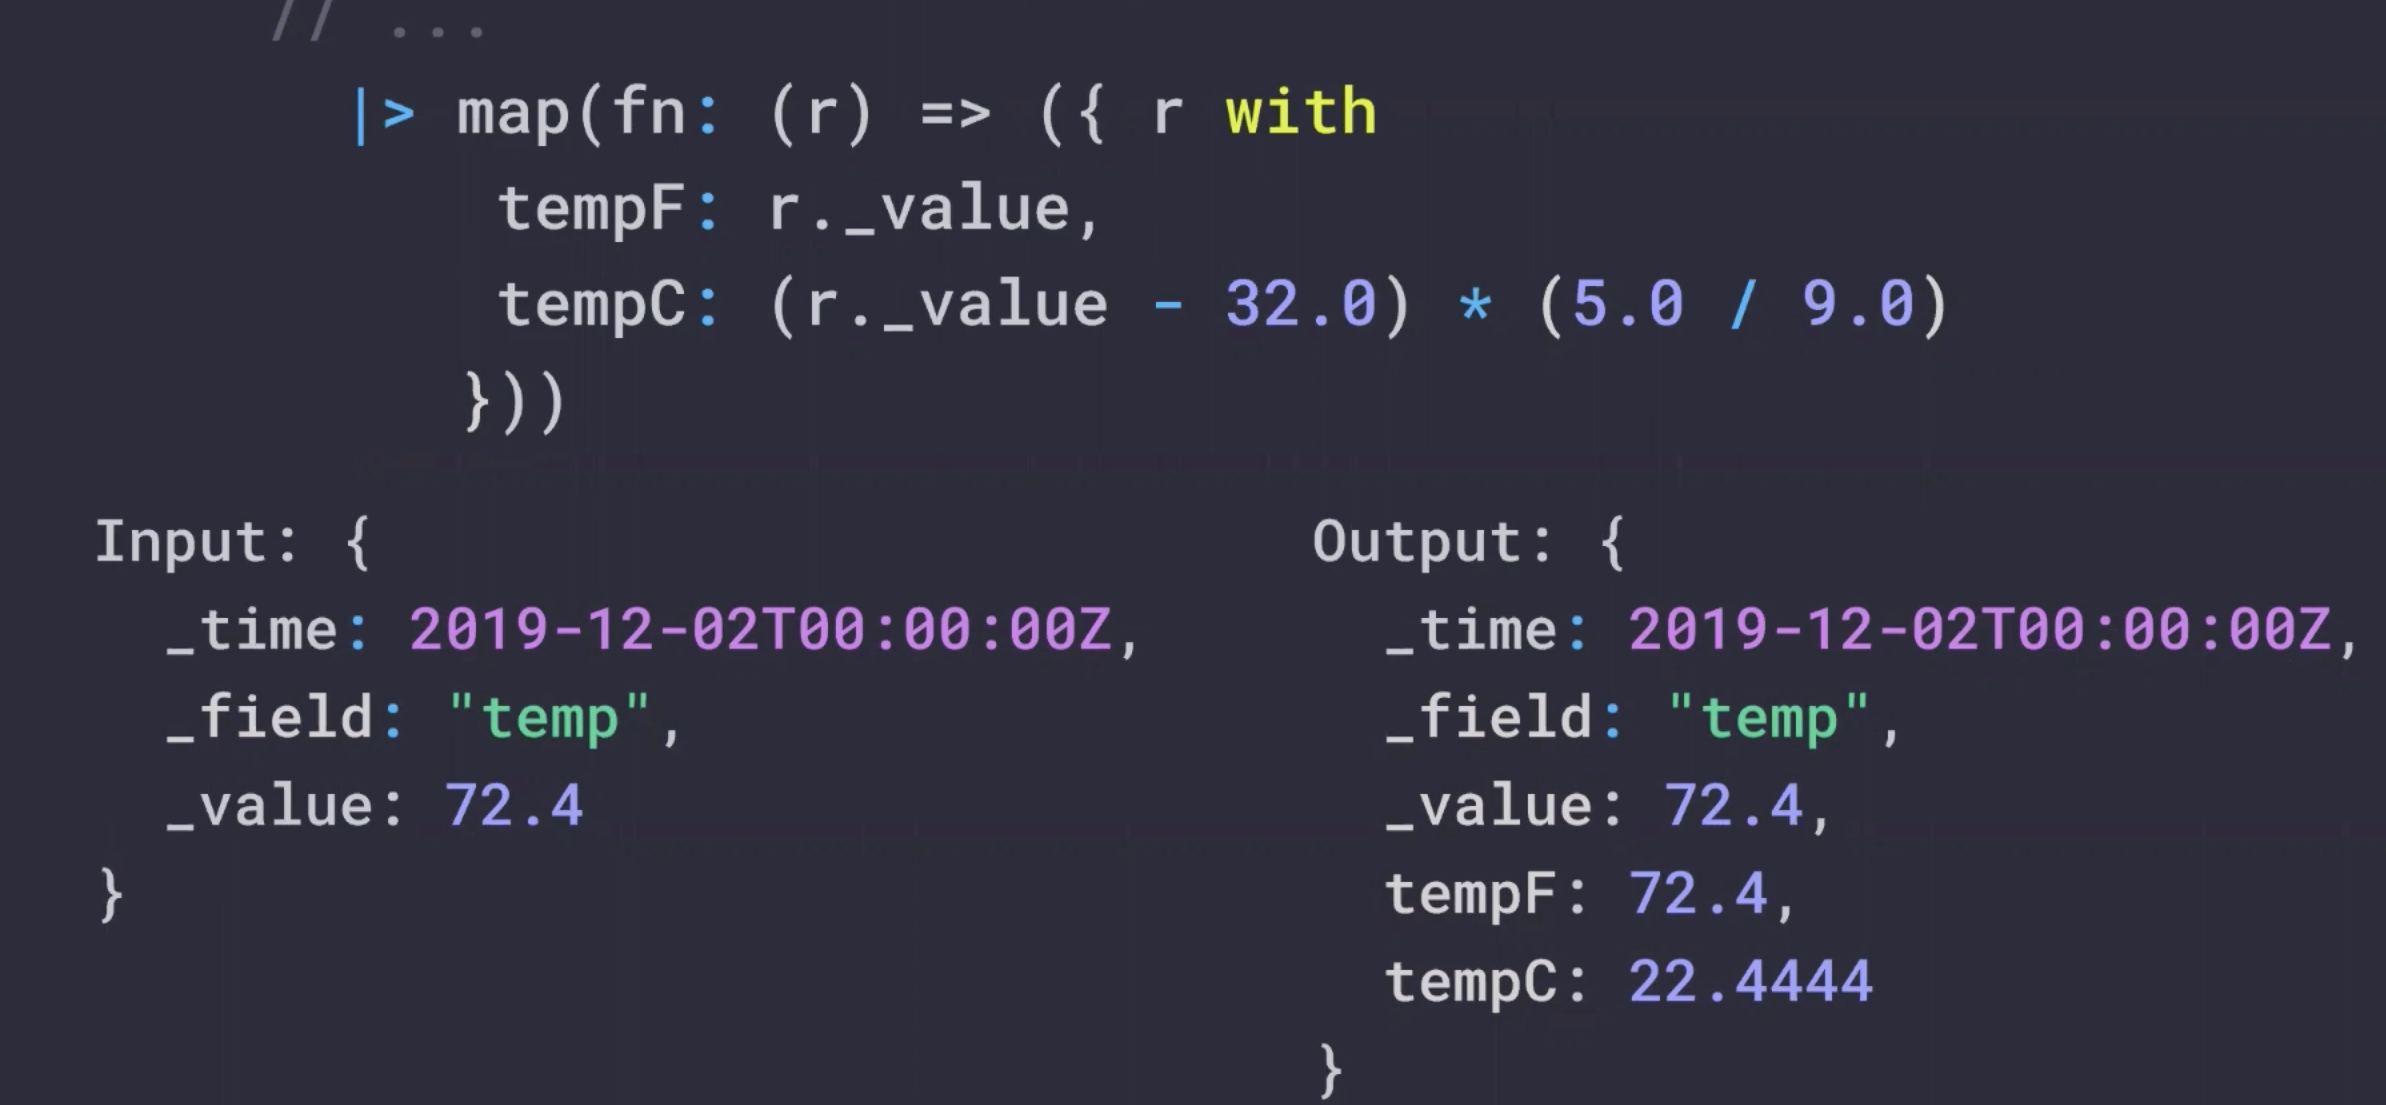 // ...
|> map(fn: (r) => ({ r with
tempF: r._value,
tempC: (r._value - 32.0) * (5.0 / 9.0)
}))
Input: {
_time: 2019-12-02T00:00:00Z,
_field: "temp",
_value: 72.4
}
Output: {
_time: 2019-12-02T00:00:00Z,
_field: "temp",
_value: 72.4,
tempF: 72.4,
tempC: 22.4444
}